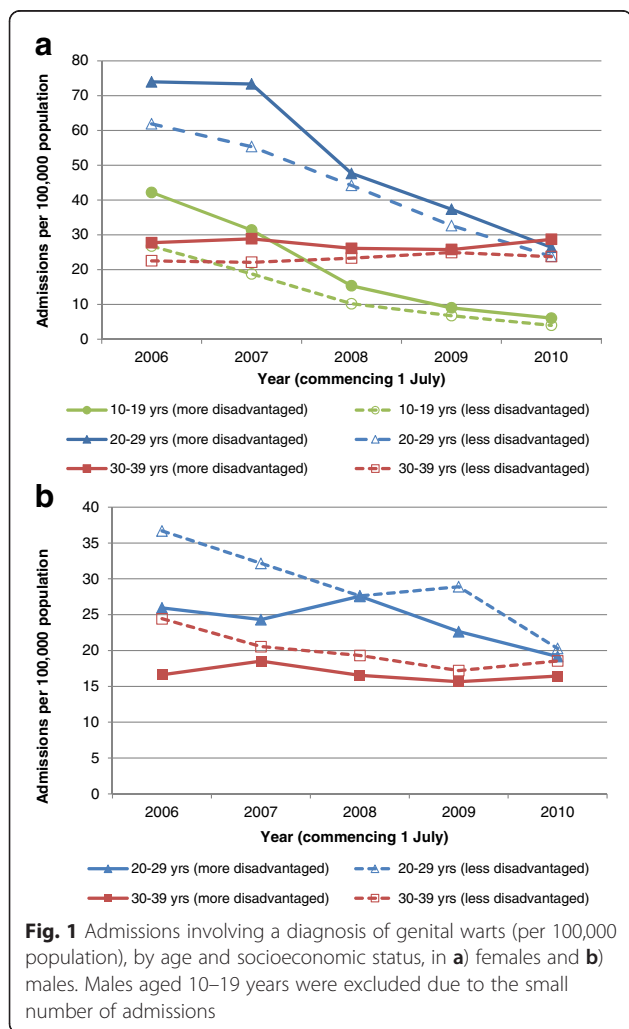 a
80
70
60
50
40
30
20
10
0
Admissions per 100,000 population
2006 2007 2008 2009 2010
Year (commencing 1 July)
10-19 yrs (more disadvantaged) 10-19 yrs (less disadvantaged)
20-29 yrs (more disadvantaged) 20-29 yrs (less disadvantaged)
30-39 yrs (more disadvantaged) 30-39 yrs (less disadvantaged)
b
40
35
30
25
20
15
10
5
0
Admissions per 100,000 population
2006 2007 2008 2009 2010
Year (commencing 1 July)
20-29 yrs (more disadvantaged) 20-29 yrs (less disadvantaged)
30-39 yrs (more disadvantaged) 30-39 yrs (less disadvantaged)
Fig. 1 Admissions involving a diagnosis of genital warts (per 100,000
population), by age and socioeconomic status, in a) females and b)
males. Males aged 10–19 years were excluded due to the small
number of admissions